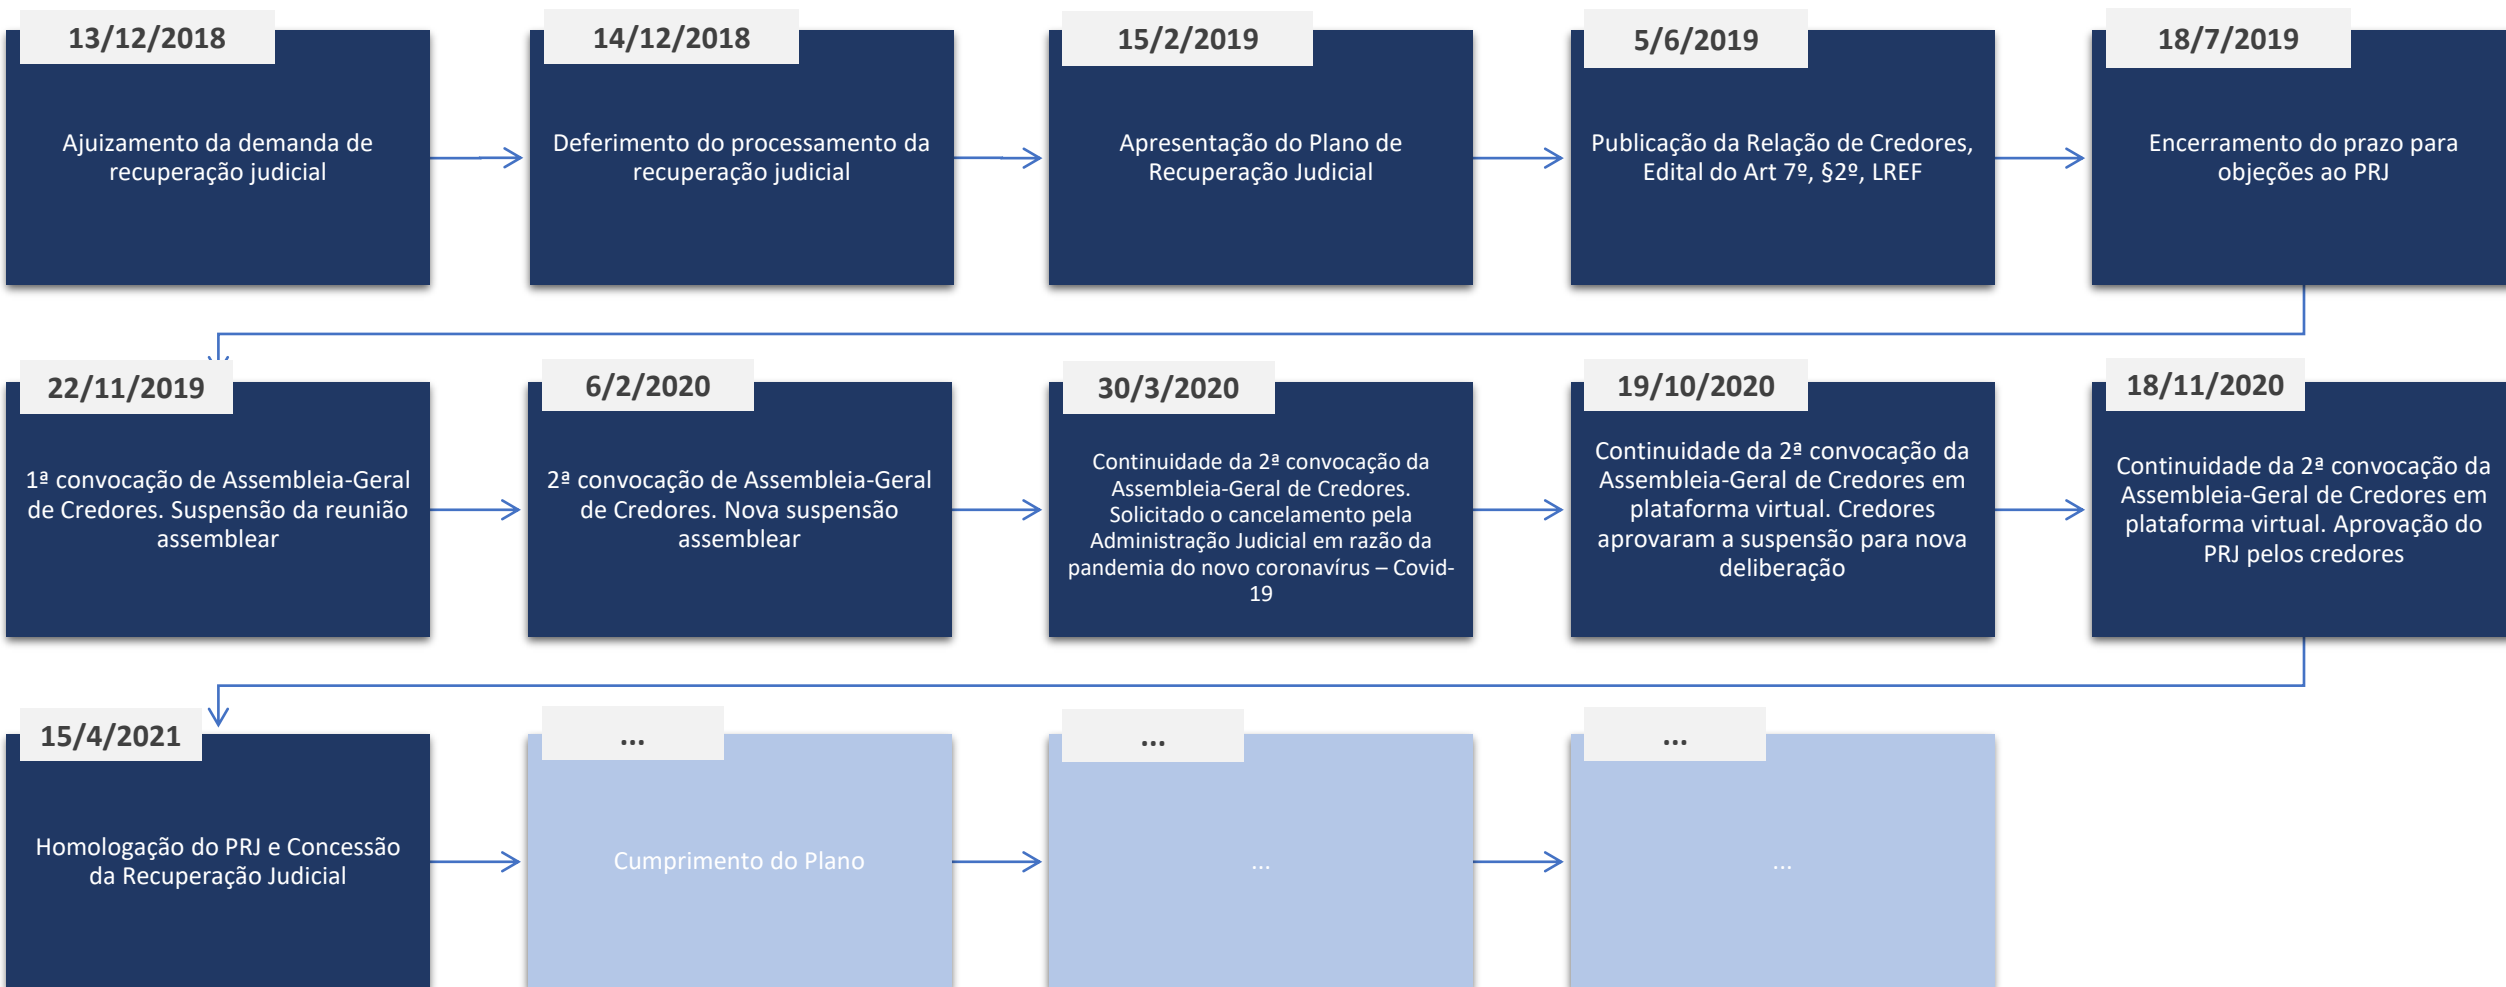 13/12/2018
Ajuizamento da demanda de
recuperação judicial
14/12/2018
Deferimento do processamento da
recuperação judicial
15/2/2019
Apresentação do Plano de
Recuperação Judicial
5/6/2019
Publicação da Relação de Credores,
Edital do Art 7º, §2º, LREF
18/7/2019
Encerramento do prazo para
objeções ao PRJ
22/11/2019
1ª convocação de Assembleia-Geral
de Credores. Suspensão da reunião
assemblear
6/2/2020
2ª convocação de Assembleia-Geral
de Credores. Nova suspensão
assemblear
30/3/2020
Continuidade da 2ª convocação da
Assembleia-Geral de Credores.
Solicitado o cancelamento pela
Administração Judicial em razão da
pandemia do novo coronavírus – Covid-
19
19/10/2020
Continuidade da 2ª convocação da
Assembleia-Geral de Credores em
plataforma virtual. Credores
aprovaram a suspensão para nova
deliberação
18/11/2020
Continuidade da 2ª convocação da
Assembleia-Geral de Credores em
plataforma virtual. Aprovação do
PRJ pelos credores
15/4/2021
Homologação do PRJ e Concessão
da Recuperação Judicial
...
Cumprimento do Plano
...
...
...
...